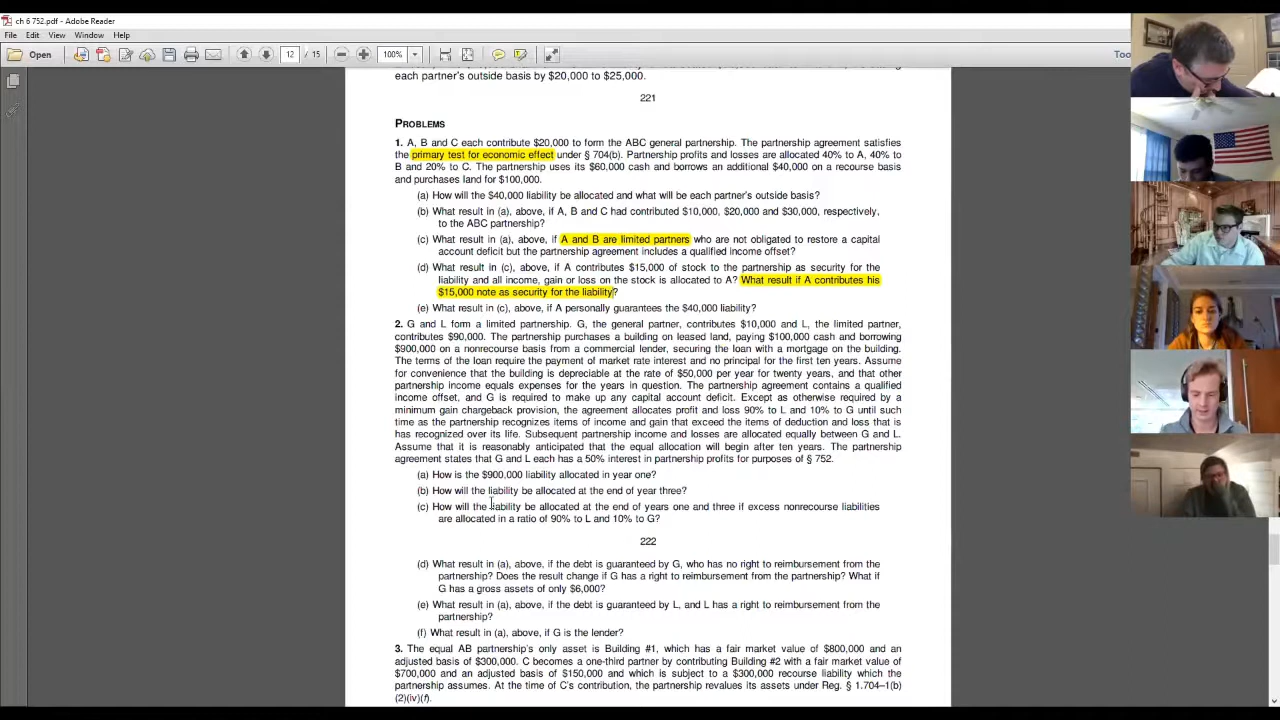 ch 6 752.pdf - Adobe Reader
File Edit View Window Help
Open 12 / 15 100% Too
each partner's outside basis by $20,000 to $25,000.
221
PROBLEMS
1. A, B and C each contribute $20,000 to form the ABC general partnership. The partnership agreement satisfies
the primary test for economic effect under § 704(b). Partnership profits and losses are allocated 40% to A, 40% to
B and 20% to C. The partnership uses its $60,000 cash and borrows an additional $40,000 on a recourse basis
and purchases land for $100,000.
(a) How will the $40,000 liability be allocated and what will be each partner's outside basis?
(b) What result in (a), above, if A, B and C had contributed $10,000, $20,000 and $30,000, respectively,
to the ABC partnership?
(c) What result in (a), above, if A and B are limited partners who are not obligated to restore a capital
account deficit but the partnership agreement includes a qualified income offset?
(d) What result in (c), above, if A contributes $15,000 of stock to the partnership as security for the
liability and all income, gain or loss on the stock is allocated to A? What result if A contributes his
$15,000 note as security for the liability?
(e) What result in (c), above, if A personally guarantees the $40,000 liability?
2. G and L form a limited partnership. G, the general partner, contributes $10,000 and L, the limited partner,
contributes $90,000. The partnership purchases a building on leased land, paying $100,000 cash and borrowing
$900,000 on a nonrecourse basis from a commercial lender, securing the loan with a mortgage on the building.
The terms of the loan require the payment of market rate interest and no principal for the first ten years. Assume
for convenience that the building is depreciable at the rate of $50,000 per year for twenty years, and that other
partnership income equals expenses for the years in question. The partnership agreement contains a qualified
income offset, and G is required to make up any capital account deficit. Except as otherwise required by a
minimum gain chargeback provision, the agreement allocates profit and loss 90% to L and 10% to G until such
time as the partnership recognizes items of income and gain that exceed the items of deduction and loss that is
has recognized over its life. Subsequent partnership income and losses are allocated equally between G and L.
Assume that it is reasonably anticipated that the equal allocation will begin after ten years. The partnership
agreement states that G and L each has a 50% interest in partnership profits for purposes of § 752.
(a) How is the $900,000 liability allocated in year one?
(b) How will the liability be allocated at the end of year three?
(c) How will the liability be allocated at the end of years one and three if excess nonrecourse liabilities
are allocated in a ratio of 90% to L and 10% to G?
222
(d) What result in (a), above, if the debt is guaranteed by G, who has no right to reimbursement from the
partnership? Does the result change if G has a right to reimbursement from the partnership? What if
G has a gross assets of only $6,000?
(e) What result in (a), above, if the debt is guaranteed by L, and L has a right to reimbursement from the
partnership?
(f) What result in (a), above, if G is the lender?
3. The equal AB partnership's only asset is Building #1, which has a fair market value of $800,000 and an
adjusted basis of $300,000. C becomes a one-third partner by contributing Building #2 with a fair market value of
$700,000 and an adjusted basis of $150,000 and which is subject to a $300,000 recourse liability which the
partnership assumes. At the time of C's contribution, the partnership revalues its assets under Reg. § 1.704–1(b)
(2)(iv)(f).